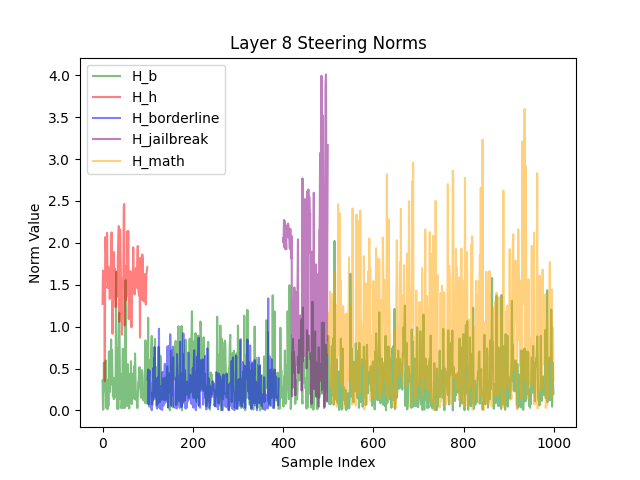 Layer 8 Steering Norms
H_b
H_h
H_borderline
H_jailbreak
H_math
4.0
3.5
3.0
2.5
2.0
1.5
1.0
0.5
0.0
Norm Value
0 200 400 600 800 1000
Sample Index